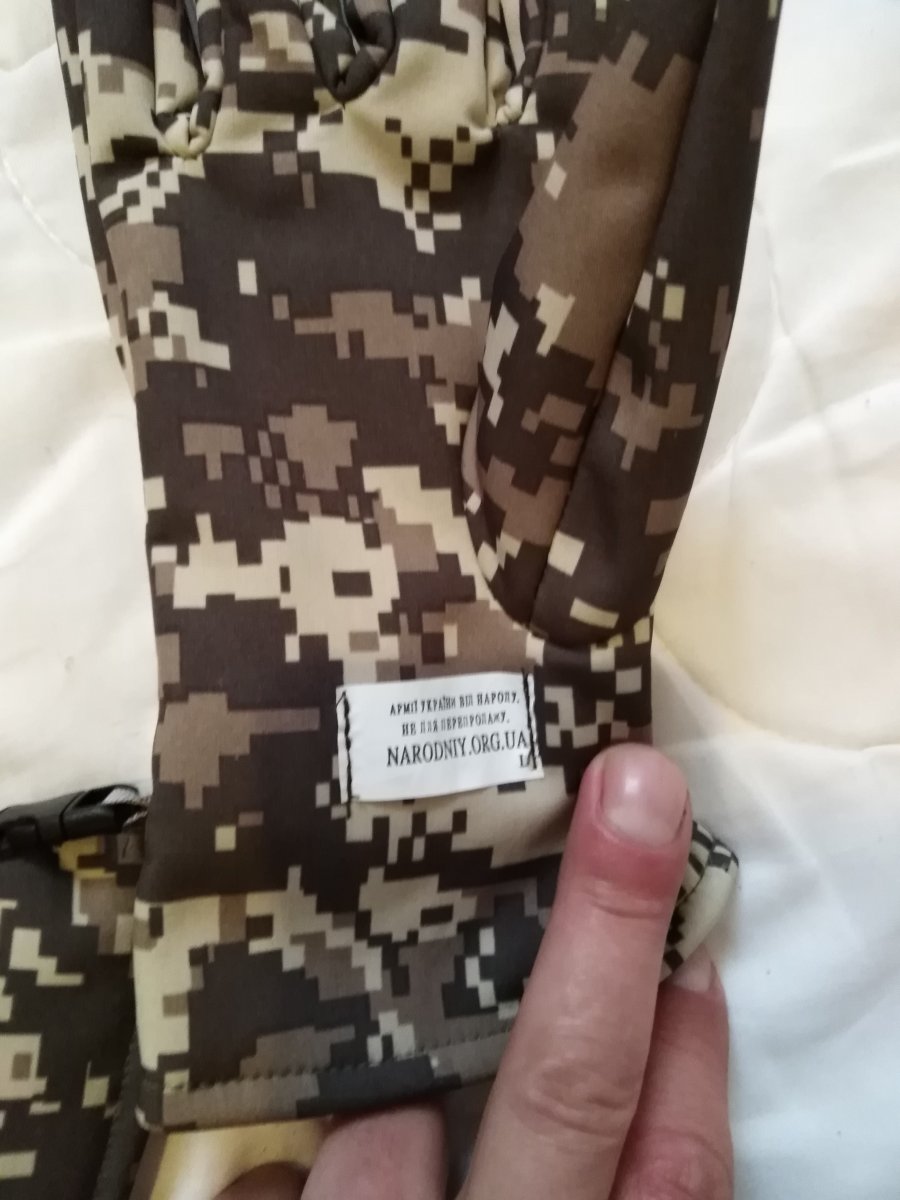 АРМІЇ УКРАЇНИ ВІД НАРОДУ.
НЕ ДЛЯ ПЕРЕПРОДАЖУ.
NARODNIY.ORG.UA